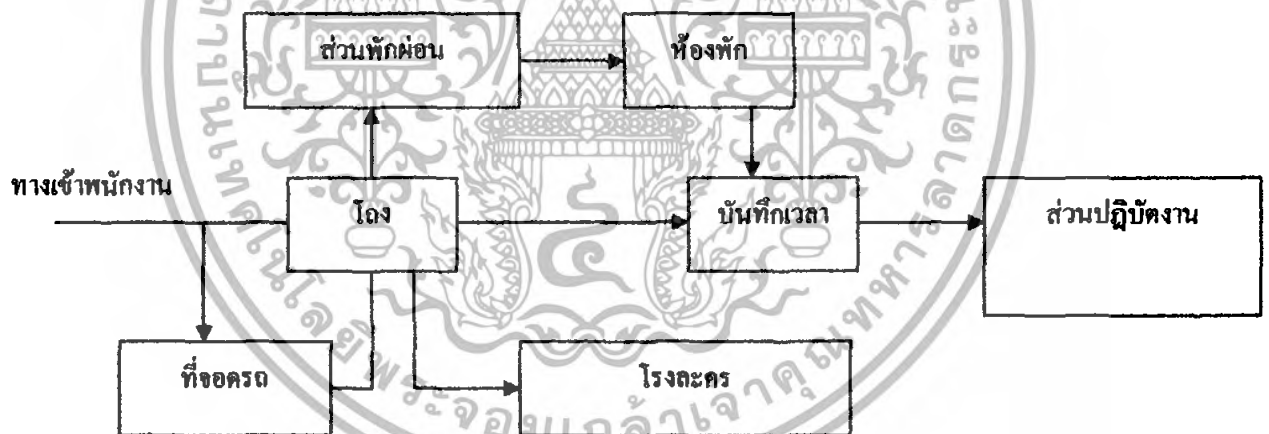 ส่วนพักผ่อน
ห้องพัก
ทางเข้าพนักงาน
โถง
บันทึกเวลา
ส่วนปฏิบัตงาน
ที่จอดรถ
โรงละคร